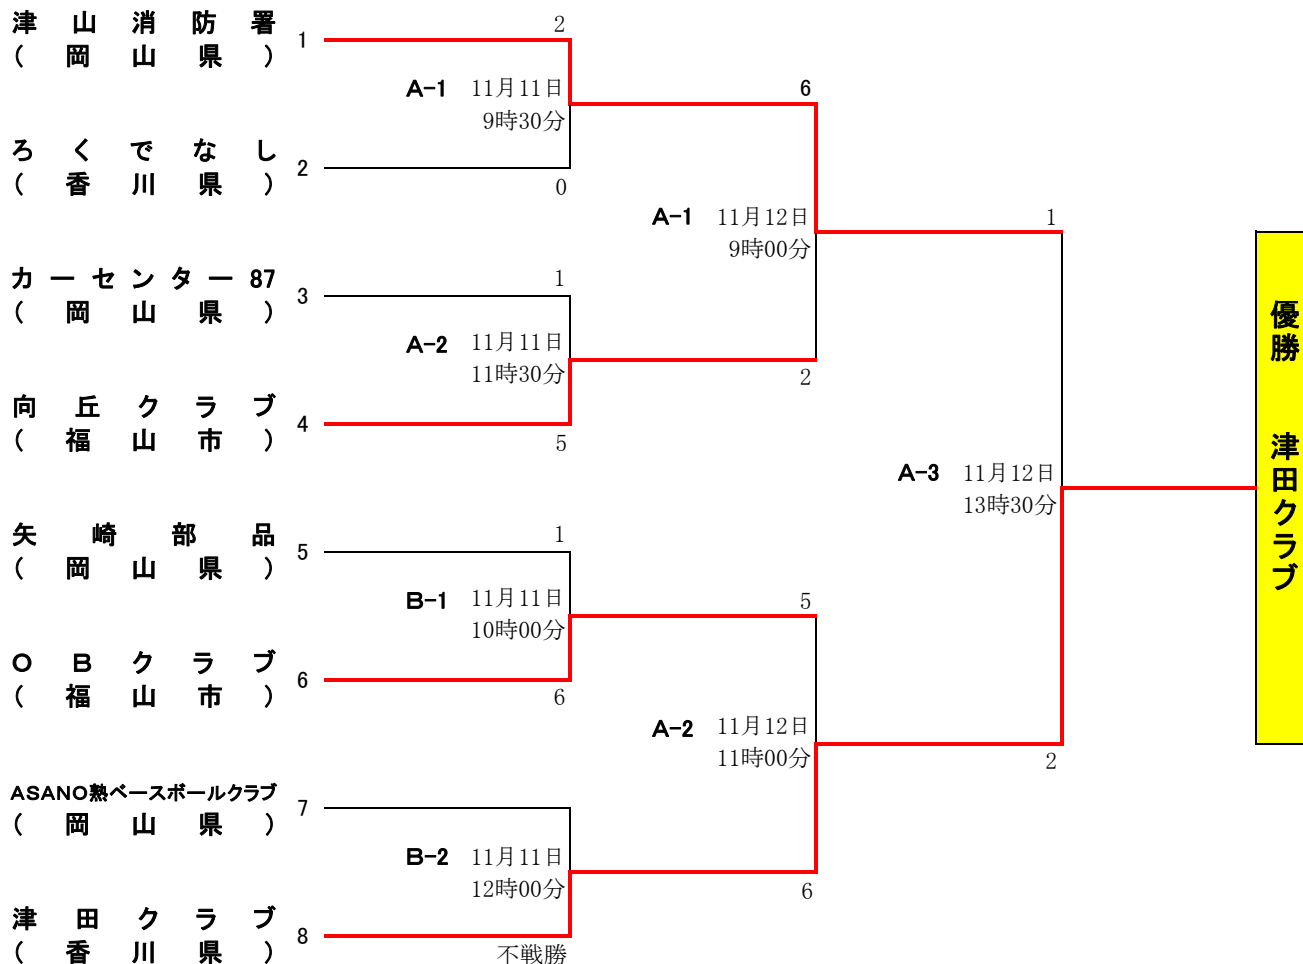 津山消防署
(岡山県)
1
2
A-1 11月11日
9時30分
6
ろくでなし
(香川県)
2
0
A-1 11月12日
9時00分
1
カーセンター87
(岡山県)
3
1
A-2 11月11日
11時30分
2
向丘クラブ
(福山市)
4
5
A-3 11月12日
13時30分
優勝 津田クラブ
矢崎部品
(岡山県)
5
1
B-1 11月11日
10時00分
5
OBクラブ
(福山市)
6
6
A-2 11月12日
11時00分
2
ASANO熟ベースボールクラブ
(岡山県)
7
B-2 11月11日
12時00分
6
津田クラブ
(香川県)
8
不戦勝